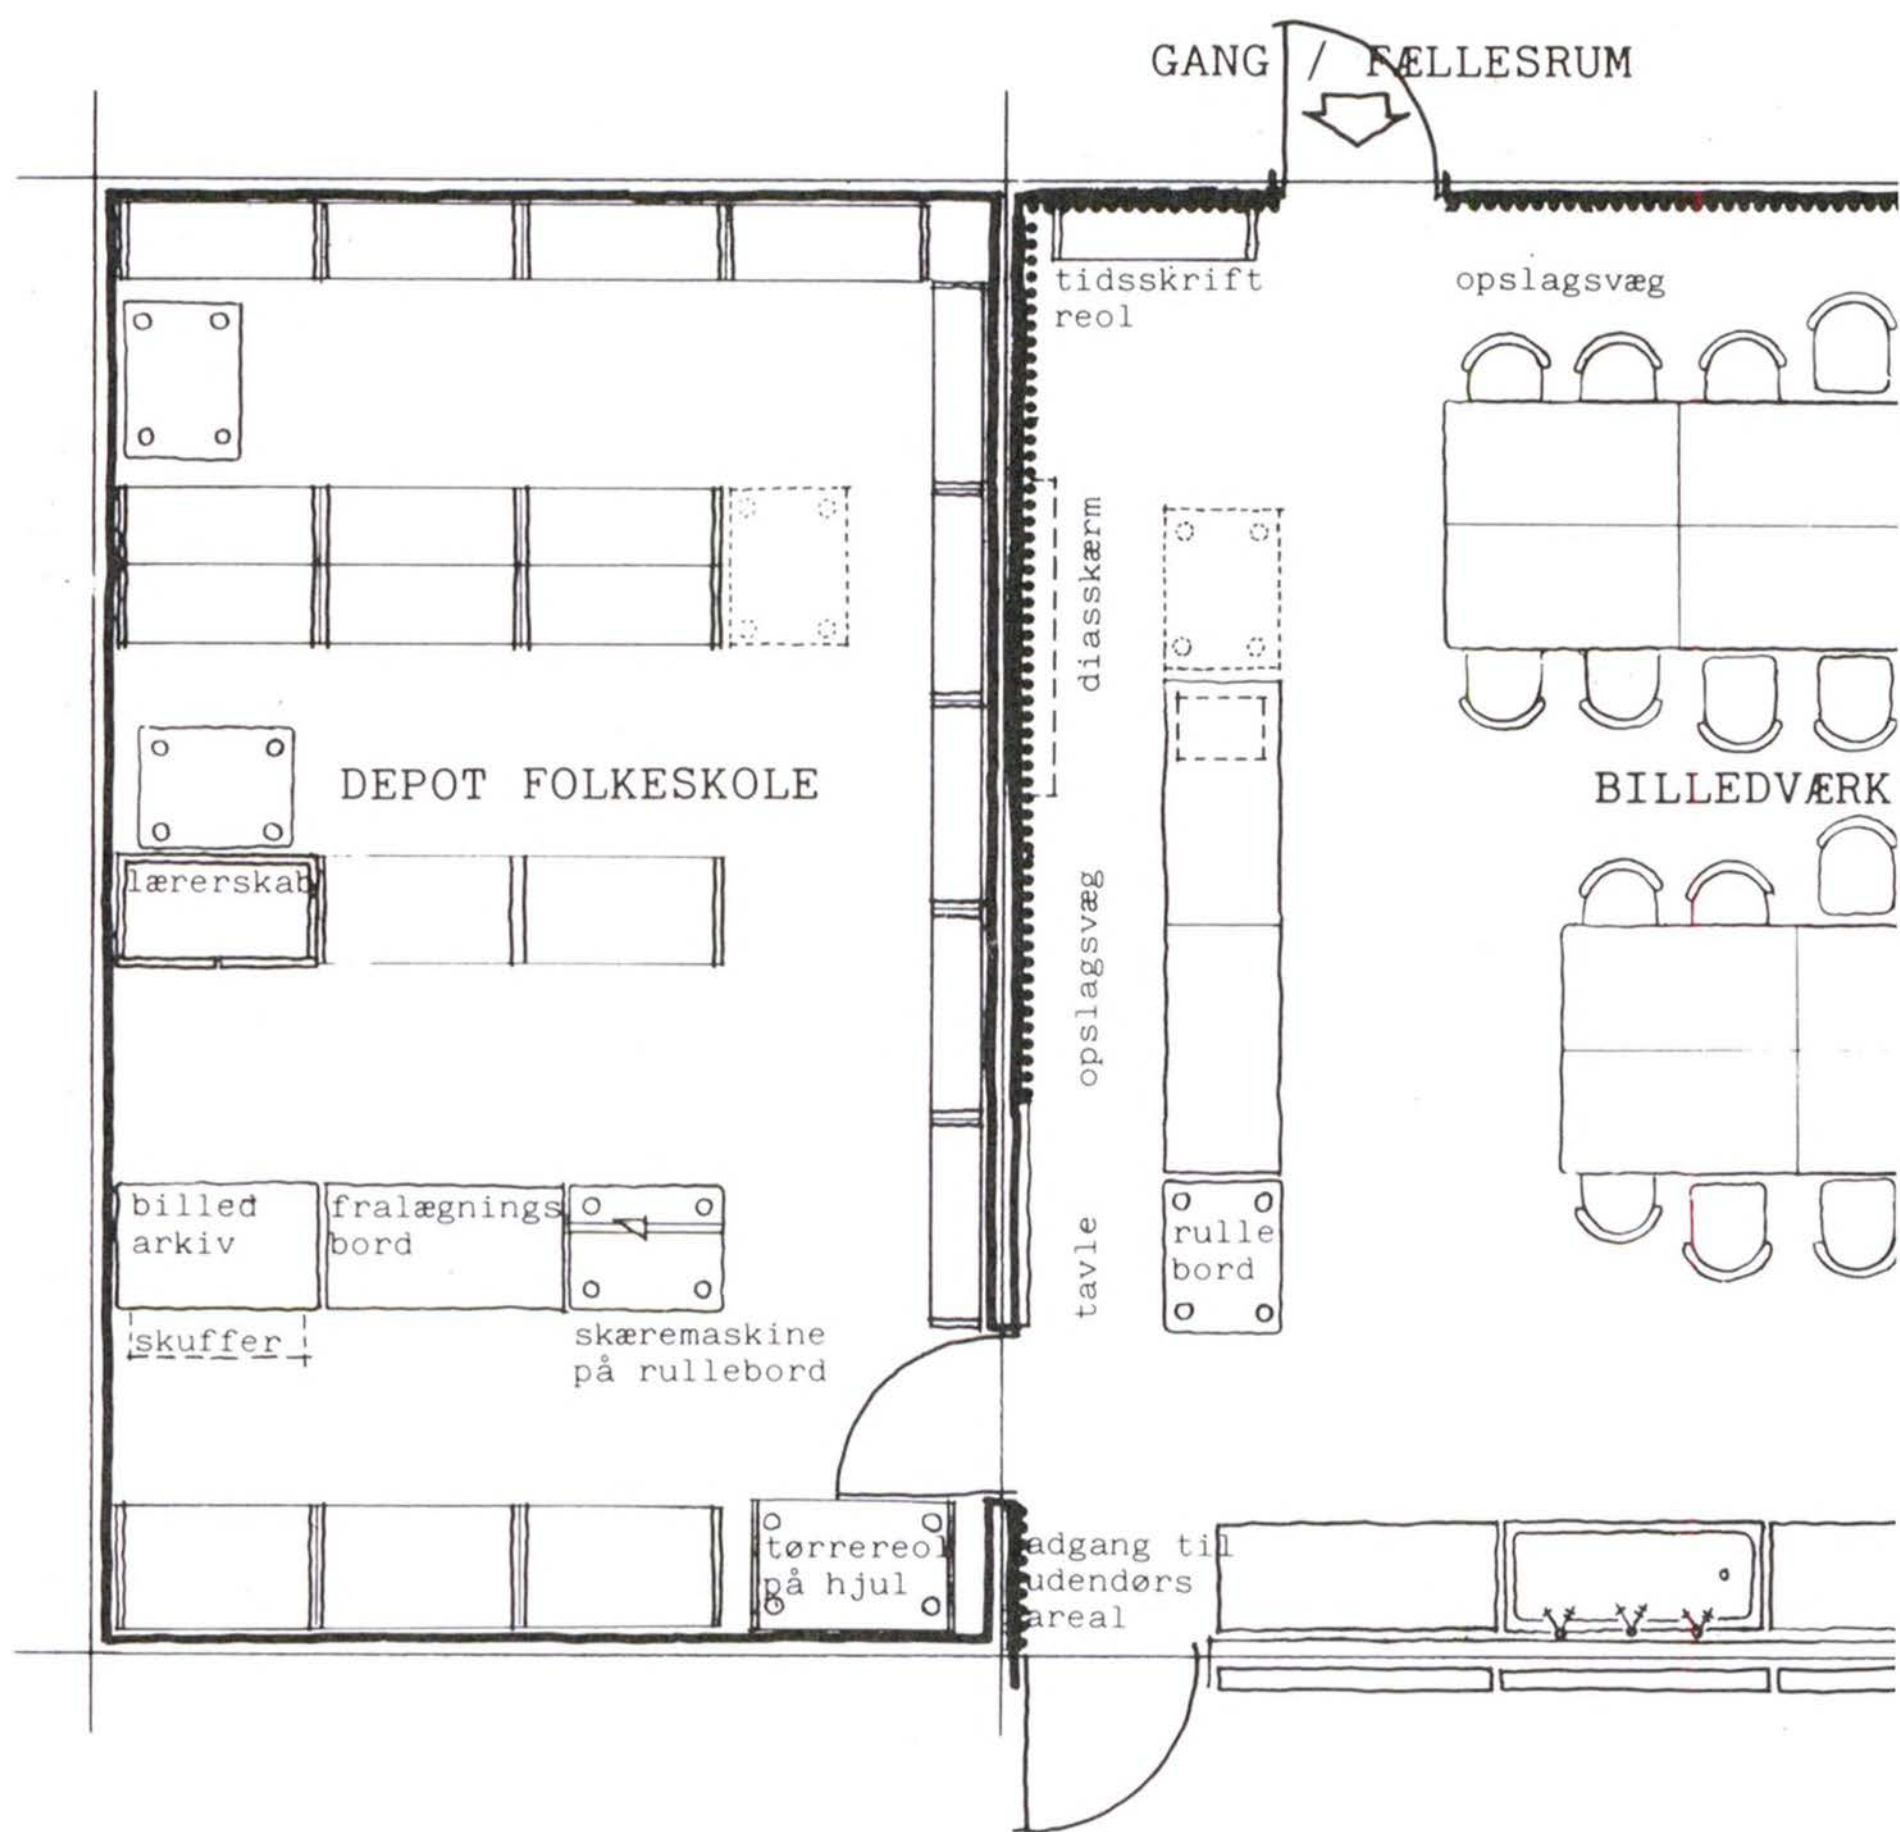 GANG / FÆLLESRUM
tidsskrift
reol
opslagsvæg
diasskærm
DEPOT FOLKESKOLE
BILLEDVÆRK
lærerskab
opslagsvæg
billed
arkiv
fralægnings
bord
skuffer
skæremaskine
på rullebord
tavle
rulle
bord
tørrereol
på hjul
adgang til
udendørs
areal